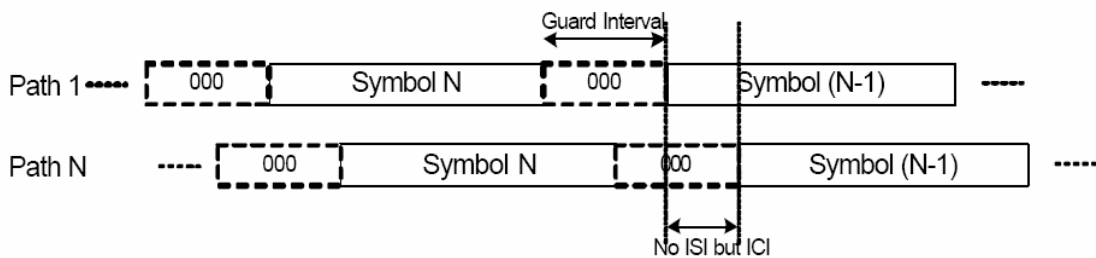 Guard Interval
Path 1 000 Symbol N 000 Symbol (N-1)
Path N 000 Symbol N 000 Symbol (N-1)
No ISI but ICI